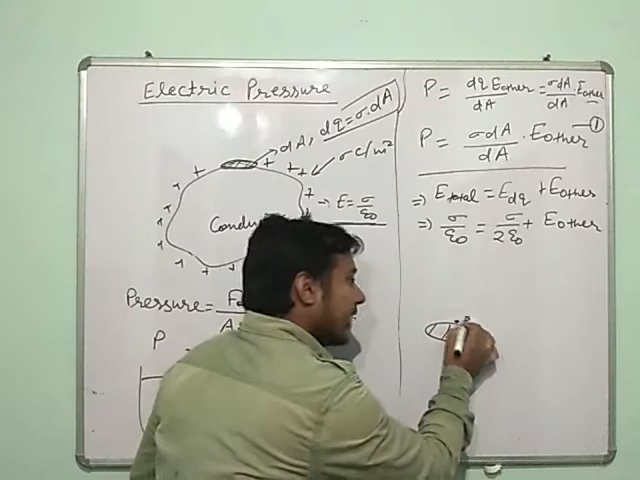 Electric Pressure
dA, dq = σ.dA
σ c/m²
→ E = σ/ε0
Pressure =
P
P = dq Eother/dA = σdA/dA . Eother
P = σdA/dA . Eother — ①
⇒ Etotal = Edq + Eother
⇒ σ/ε0 = σ/2ε0 + Eother